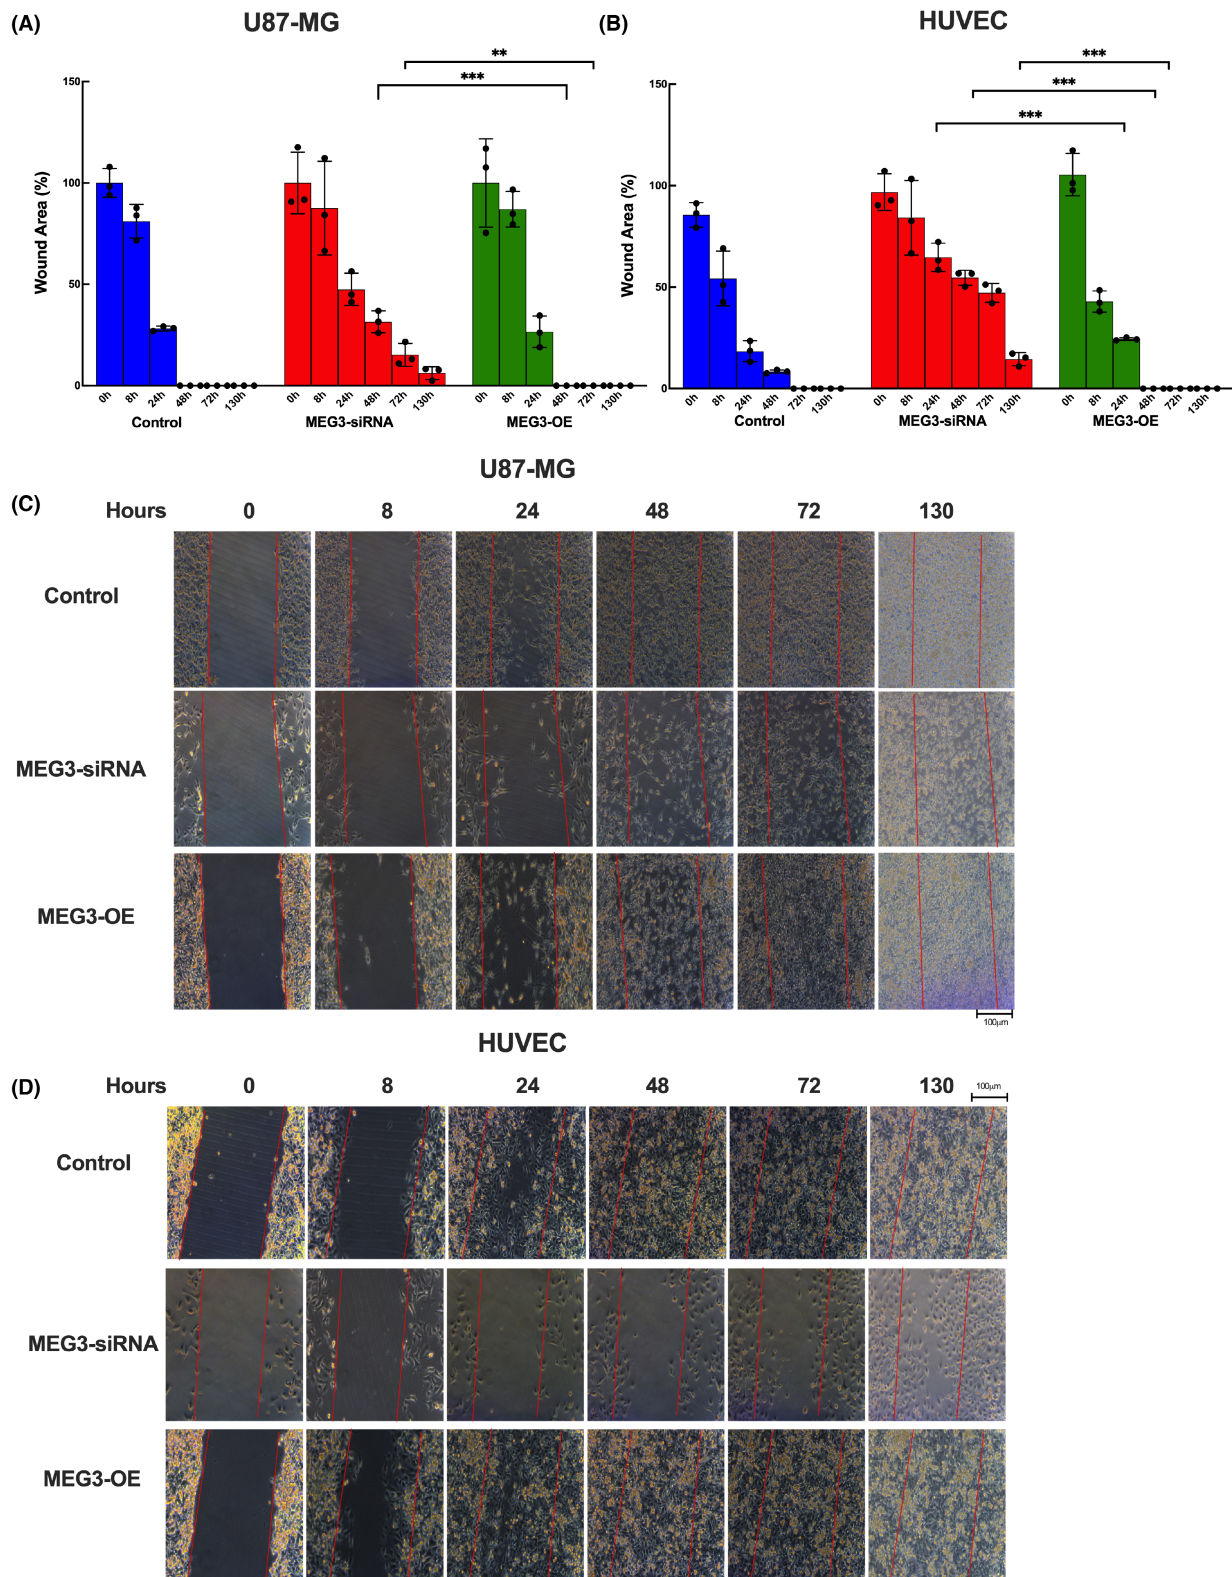 (A) U87-MG
**
***
Wound Area (%)
150
100
50
0
0h 8h 24h 48h 72h 130h 0h 8h 24h 48h 72h 130h 0h 8h 24h 48h 72h 130h
Control MEG3-siRNA MEG3-OE
(B) HUVEC
***
***
***
Wound Area (%)
150
100
50
0
0h 8h 24h 48h 72h 130h 0h 8h 24h 48h 72h 130h 0h 8h 24h 48h 72h 130h
Control MEG3-siRNA MEG3-OE
U87-MG
(C) Hours 0 8 24 48 72 130
Control
MEG3-siRNA
MEG3-OE
100μm
HUVEC
(D) Hours 0 8 24 48 72 130 100μm
Control
MEG3-siRNA
MEG3-OE